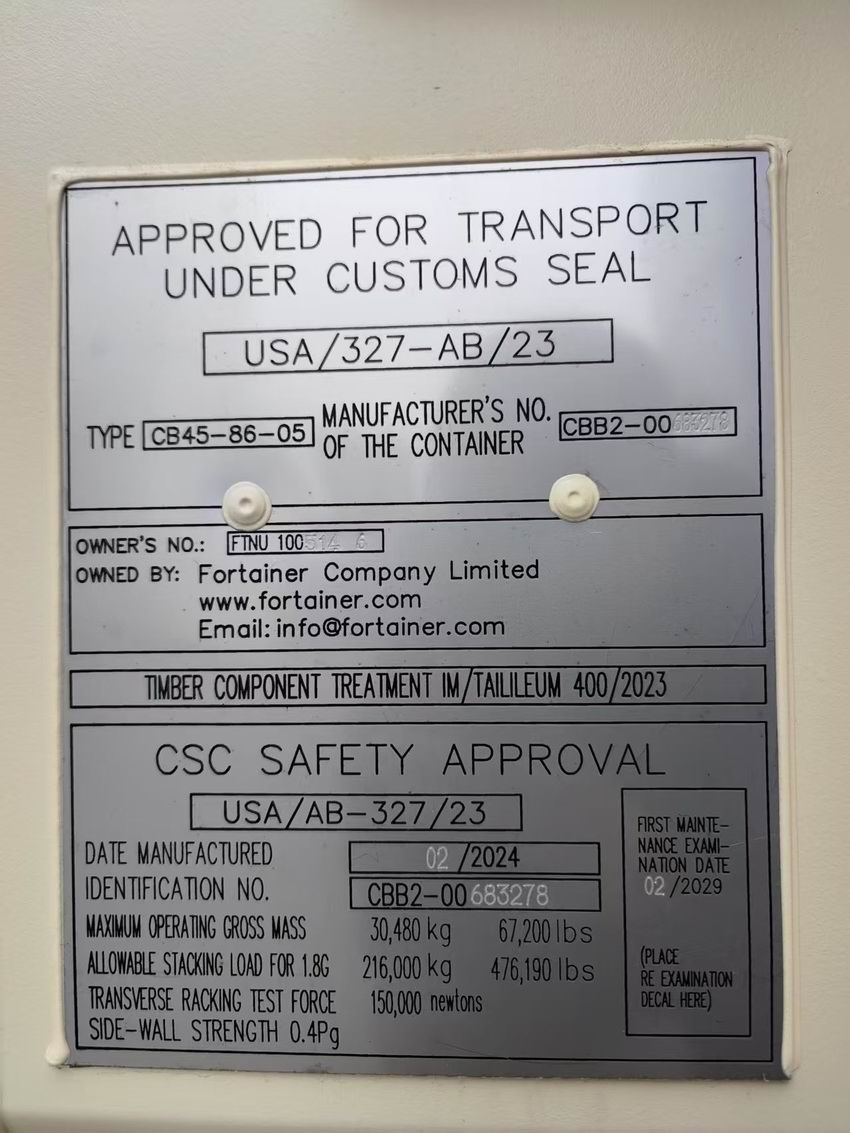 APPROVED FOR TRANSPORT
UNDER CUSTOMS SEAL
USA/327-AB/23
TYPE CB45-86-05 MANUFACTURER'S NO. OF THE CONTAINER CBB2-00683278
OWNER'S NO.: FTNU 100514 6
OWNED BY: Fortainer Company Limited
www.fortainer.com
Email: info@fortainer.com
TIMBER COMPONENT TREATMENT IM/TAILILEUM 400/2023
CSC SAFETY APPROVAL
USA/AB-327/23
DATE MANUFACTURED 02/2024
IDENTIFICATION NO. CBB2-00683278
MAXIMUM OPERATING GROSS MASS 30,480 kg 67,200 lbs
ALLOWABLE STACKING LOAD FOR 1.8G 216,000 kg 476,190 lbs
TRANSVERSE RACKING TEST FORCE 150,000 newtons
SIDE-WALL STRENGTH 0.4Pg
FIRST MAINTE-
NANCE EXAMI-
NATION DATE
02/2029
(PLACE
RE EXAMINATION
DECAL HERE)